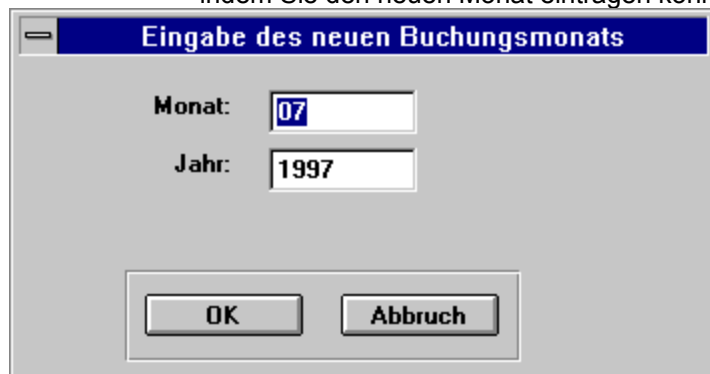 indem Sie den neuen Monat eintragen
Eingabe des neuen Buchungsmonats
Monat: 07
Jahr: 1997
OK Abbruch